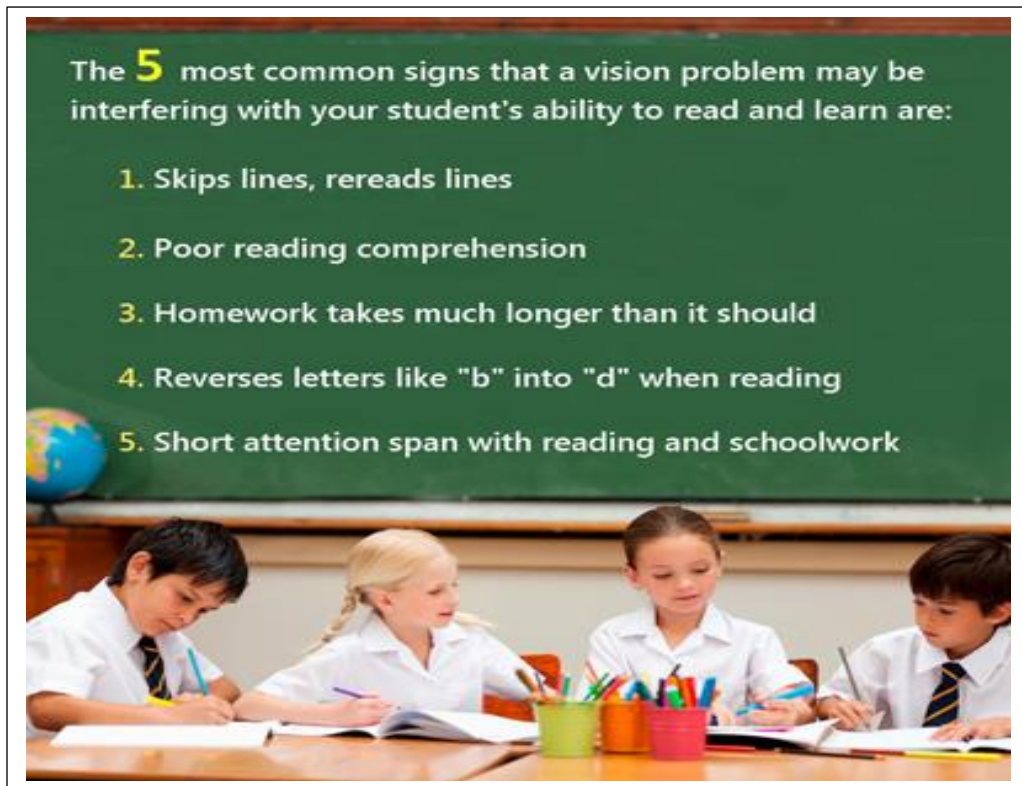 The 5 most common signs that a vision problem may be
interfering with your student's ability to read and learn are:
1. Skips lines, rereads lines
2. Poor reading comprehension
3. Homework takes much longer than it should
4. Reverses letters like "b" into "d" when reading
5. Short attention span with reading and schoolwork